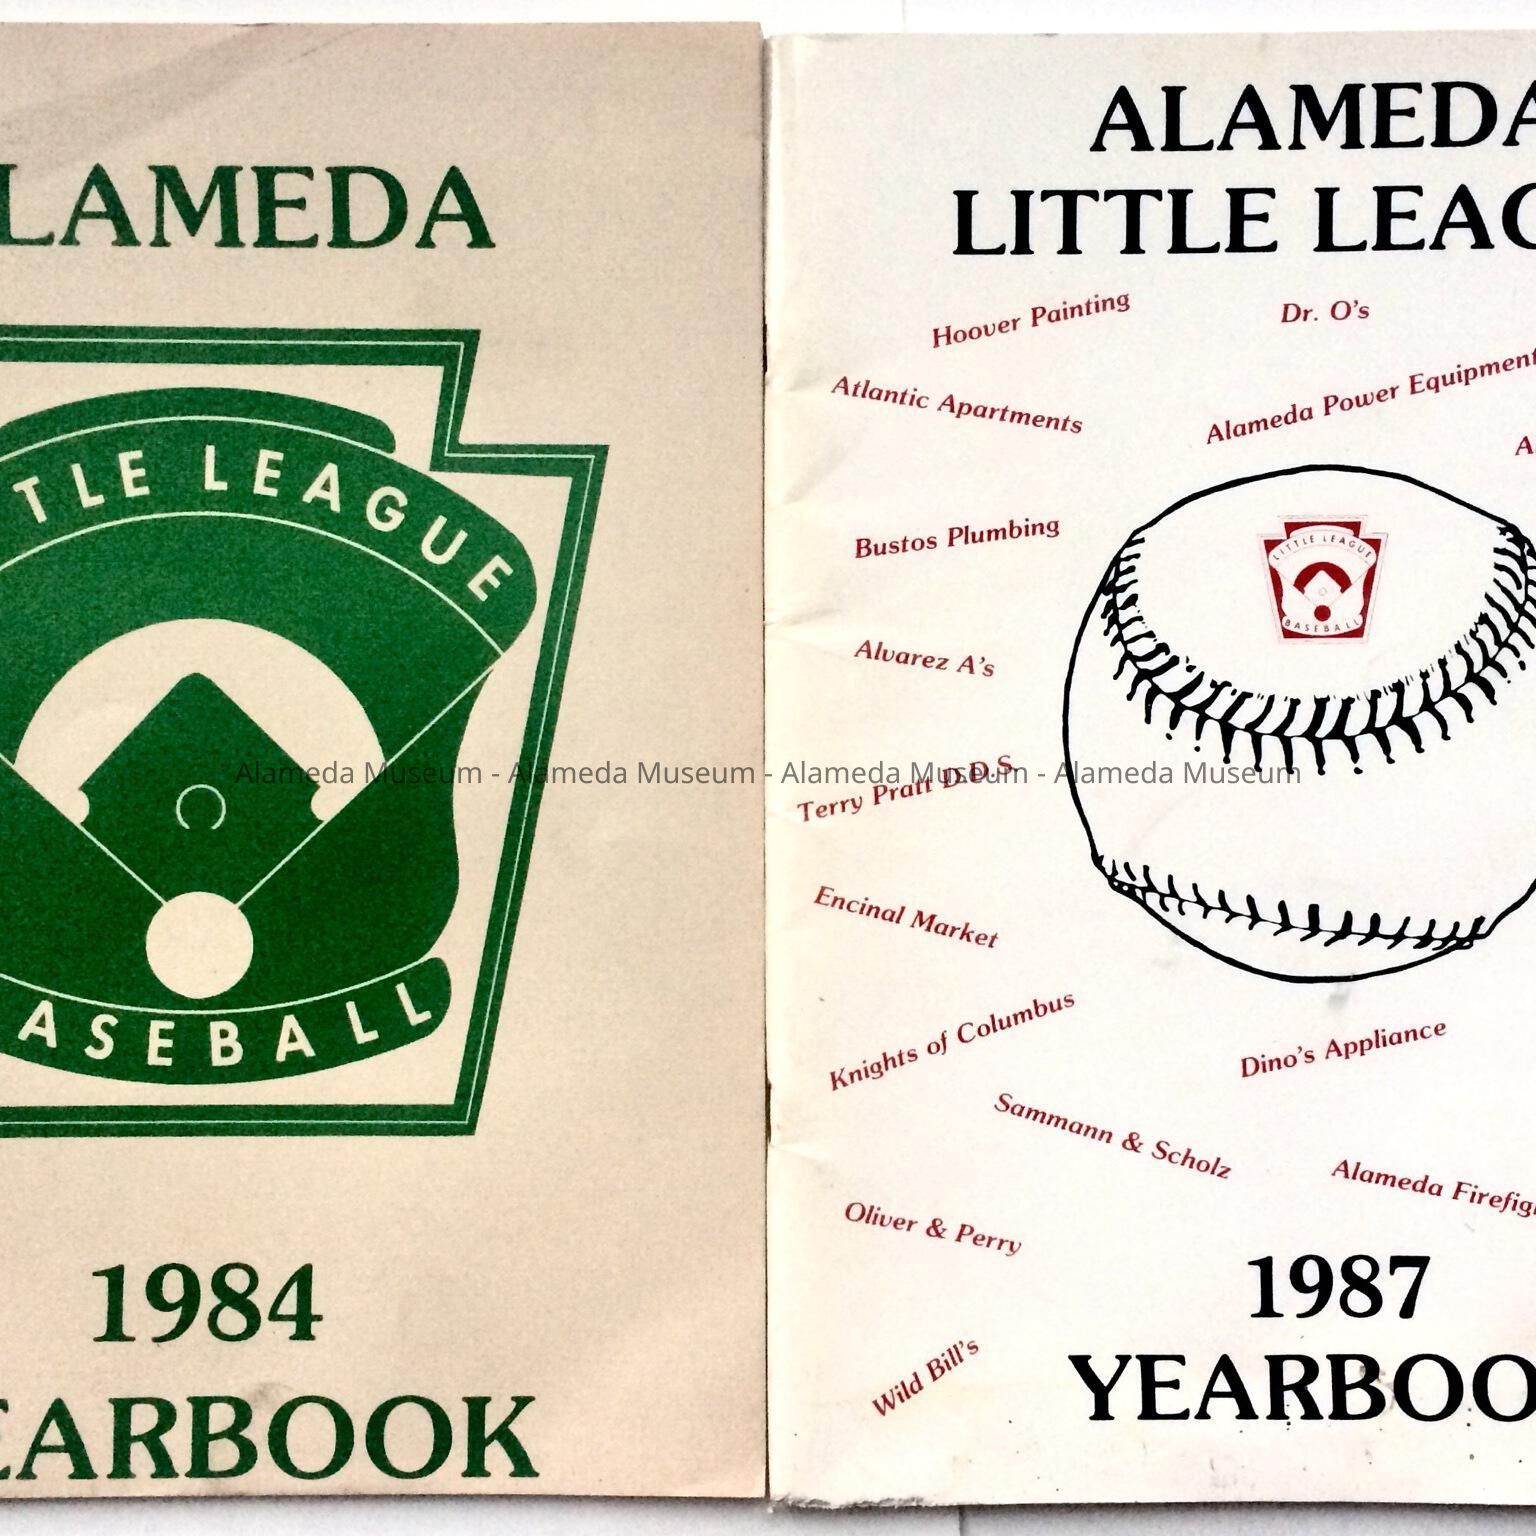 LAMEDA
TLE LEAGUE
ASEBALL
1984
EARBOOK
ALAMEDA
LITTLE LEAG
Hoover Painting
Dr. O's
Atlantic Apartments
Alameda Power Equipment
A
Bustos Plumbing
LITTLE LEAGUE
BASEBALL
Alvarez A's
Terry Pratt D.D.S.
Encinal Market
Knights of Columbus
Dino's Appliance
Sammann & Scholz
Alameda Firefig
Oliver & Perry
Wild Bill's
1987
YEARBOO
Alameda Museum - Alameda Museum - Alameda Museum - Alameda Museum